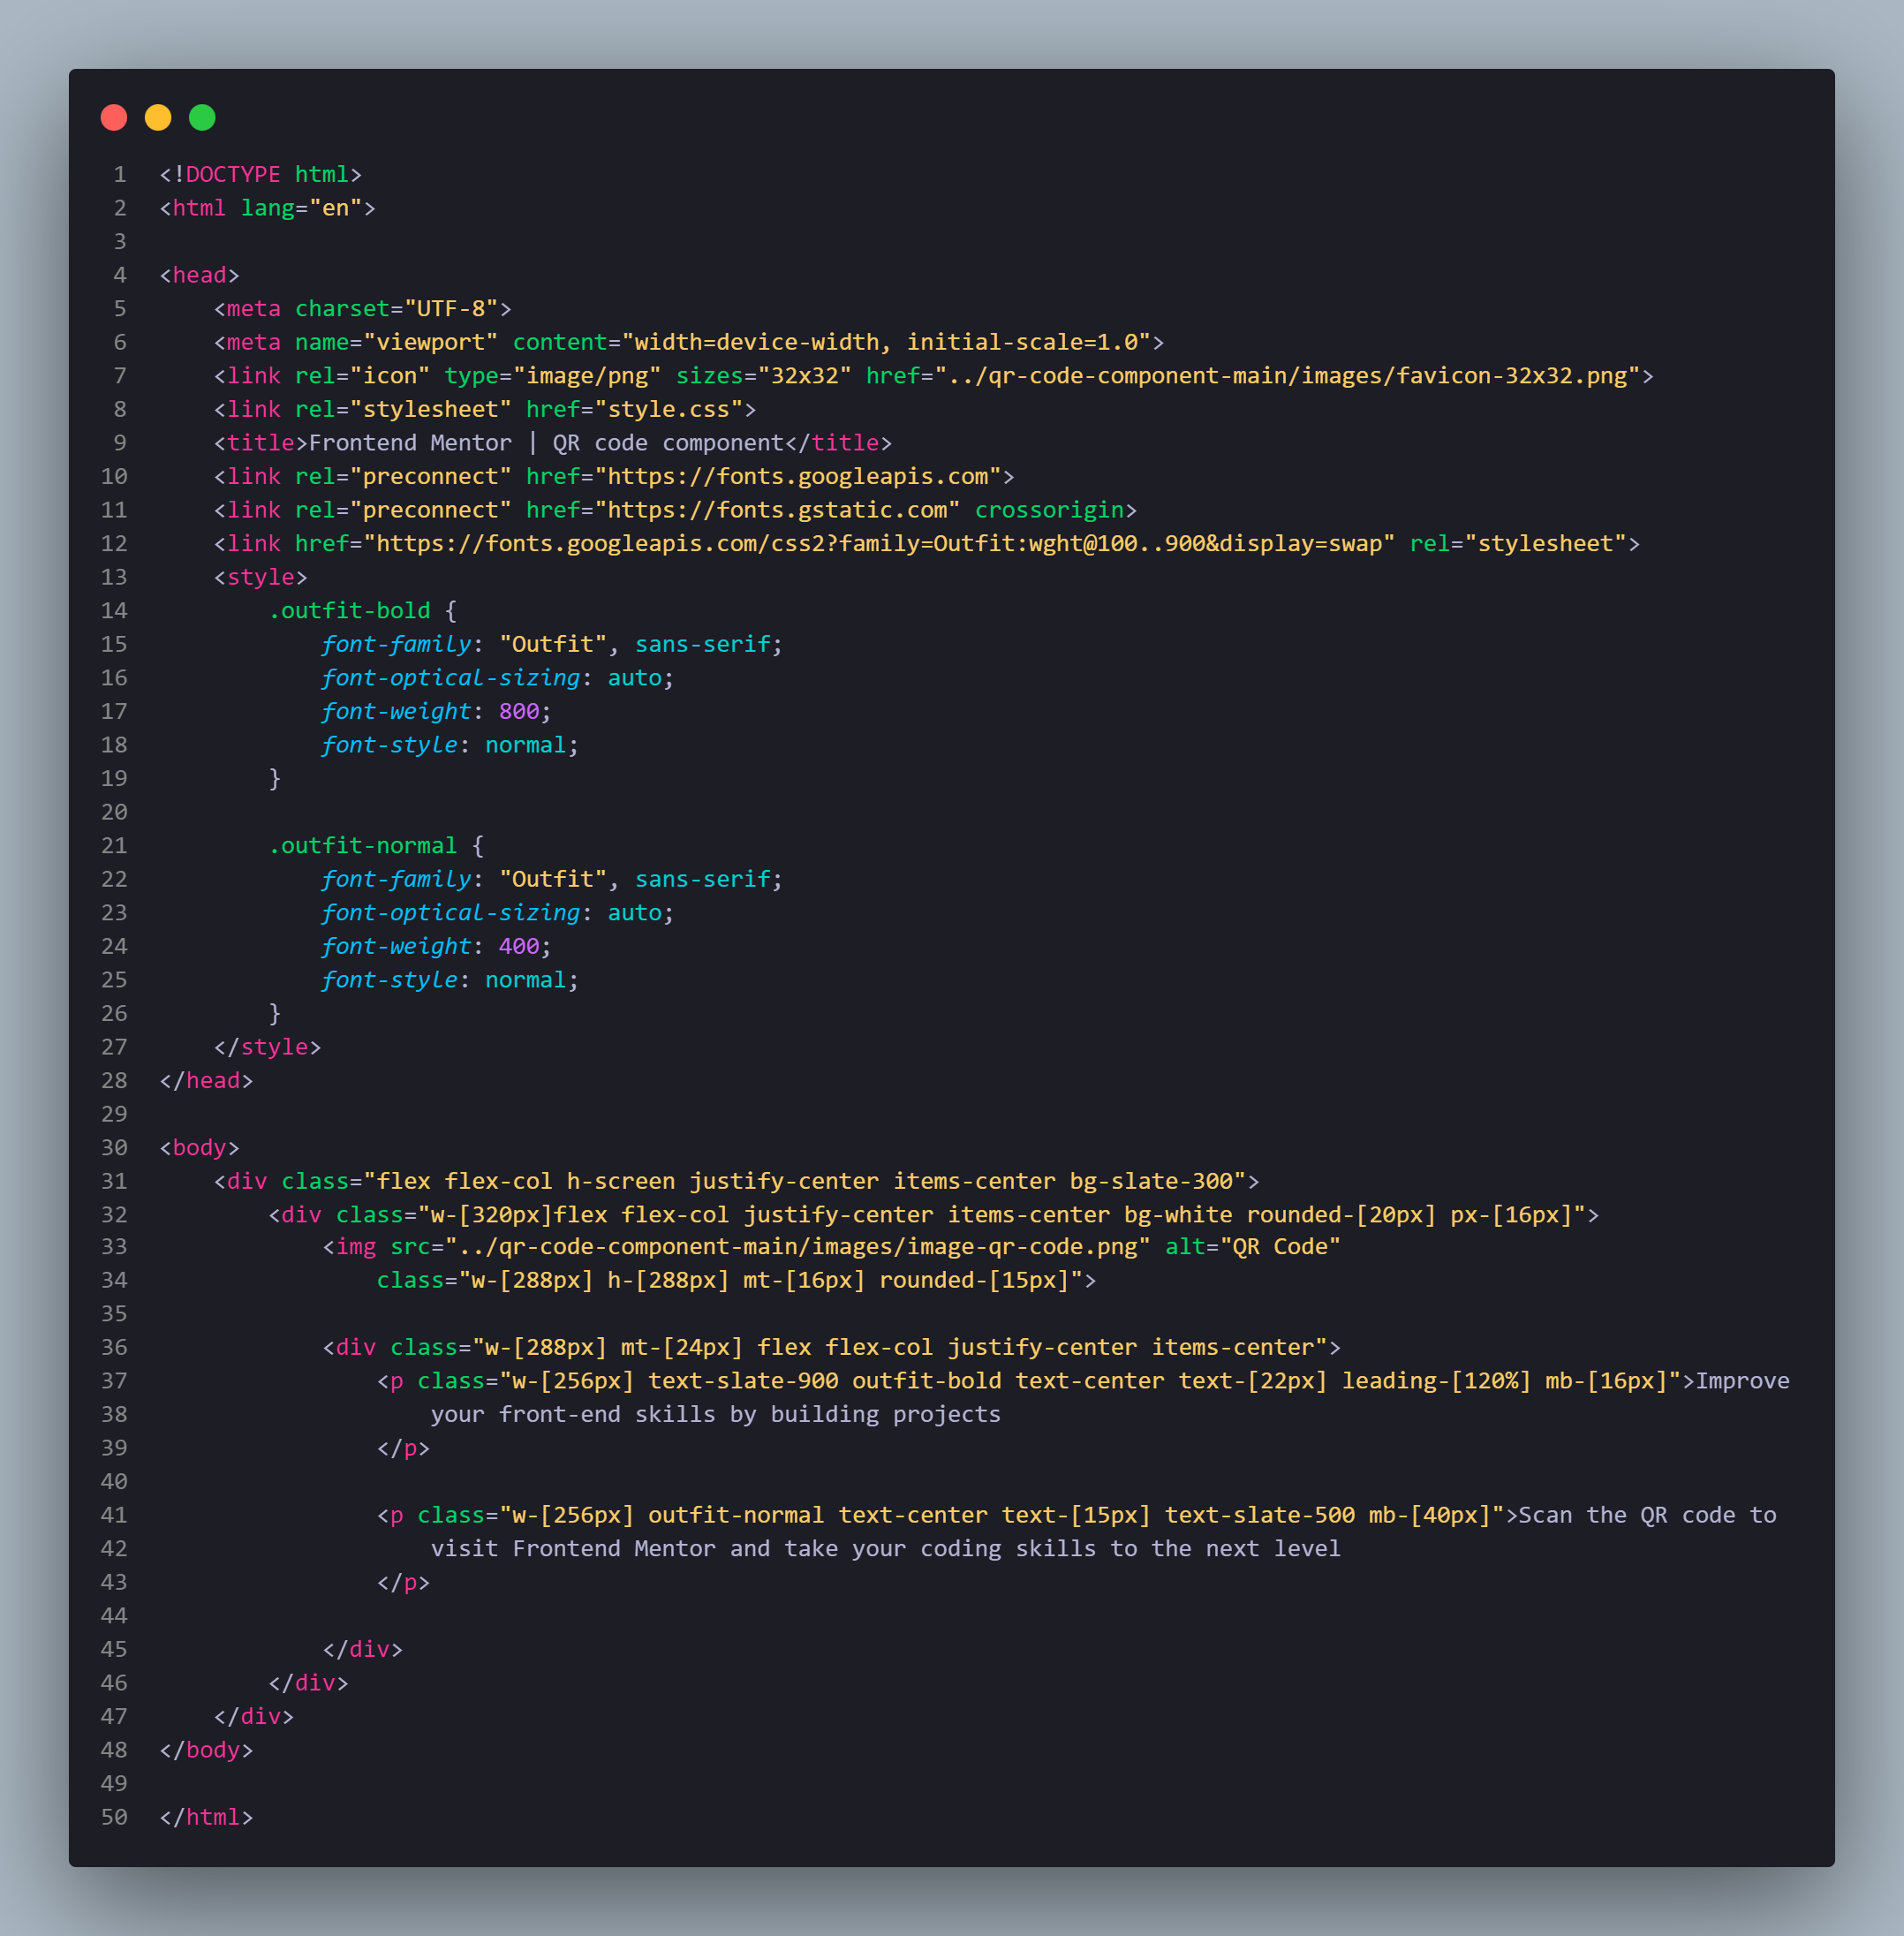 1 <!DOCTYPE html>
2 <html lang="en">
3
4 <head>
5     <meta charset="UTF-8">
6     <meta name="viewport" content="width=device-width, initial-scale=1.0">
7     <link rel="icon" type="image/png" sizes="32x32" href="../qr-code-component-main/images/favicon-32x32.png">
8     <link rel="stylesheet" href="style.css">
9     <title>Frontend Mentor | QR code component</title>
10     <link rel="preconnect" href="https://fonts.googleapis.com">
11     <link rel="preconnect" href="https://fonts.gstatic.com" crossorigin>
12     <link href="https://fonts.googleapis.com/css2?family=Outfit:wght@100..900&display=swap" rel="stylesheet">
13     <style>
14         .outfit-bold {
15             font-family: "Outfit", sans-serif;
16             font-optical-sizing: auto;
17             font-weight: 800;
18             font-style: normal;
19         }
20
21         .outfit-normal {
22             font-family: "Outfit", sans-serif;
23             font-optical-sizing: auto;
24             font-weight: 400;
25             font-style: normal;
26         }
27     </style>
28 </head>
29
30 <body>
31     <div class="flex flex-col h-screen justify-center items-center bg-slate-300">
32         <div class="w-[320px]flex flex-col justify-center items-center bg-white rounded-[20px] px-[16px]">
33             <img src="../qr-code-component-main/images/image-qr-code.png" alt="QR Code"
34                 class="w-[288px] h-[288px] mt-[16px] rounded-[15px]">
35
36             <div class="w-[288px] mt-[24px] flex flex-col justify-center items-center">
37                 <p class="w-[256px] text-slate-900 outfit-bold text-center text-[22px] leading-[120%] mb-[16px]">Improve
38                     your front-end skills by building projects
39                 </p>
40
41                 <p class="w-[256px] outfit-normal text-center text-[15px] text-slate-500 mb-[40px]">Scan the QR code to
42                     visit Frontend Mentor and take your coding skills to the next level
43                 </p>
44
45             </div>
46         </div>
47     </div>
48 </body>
49
50 </html>